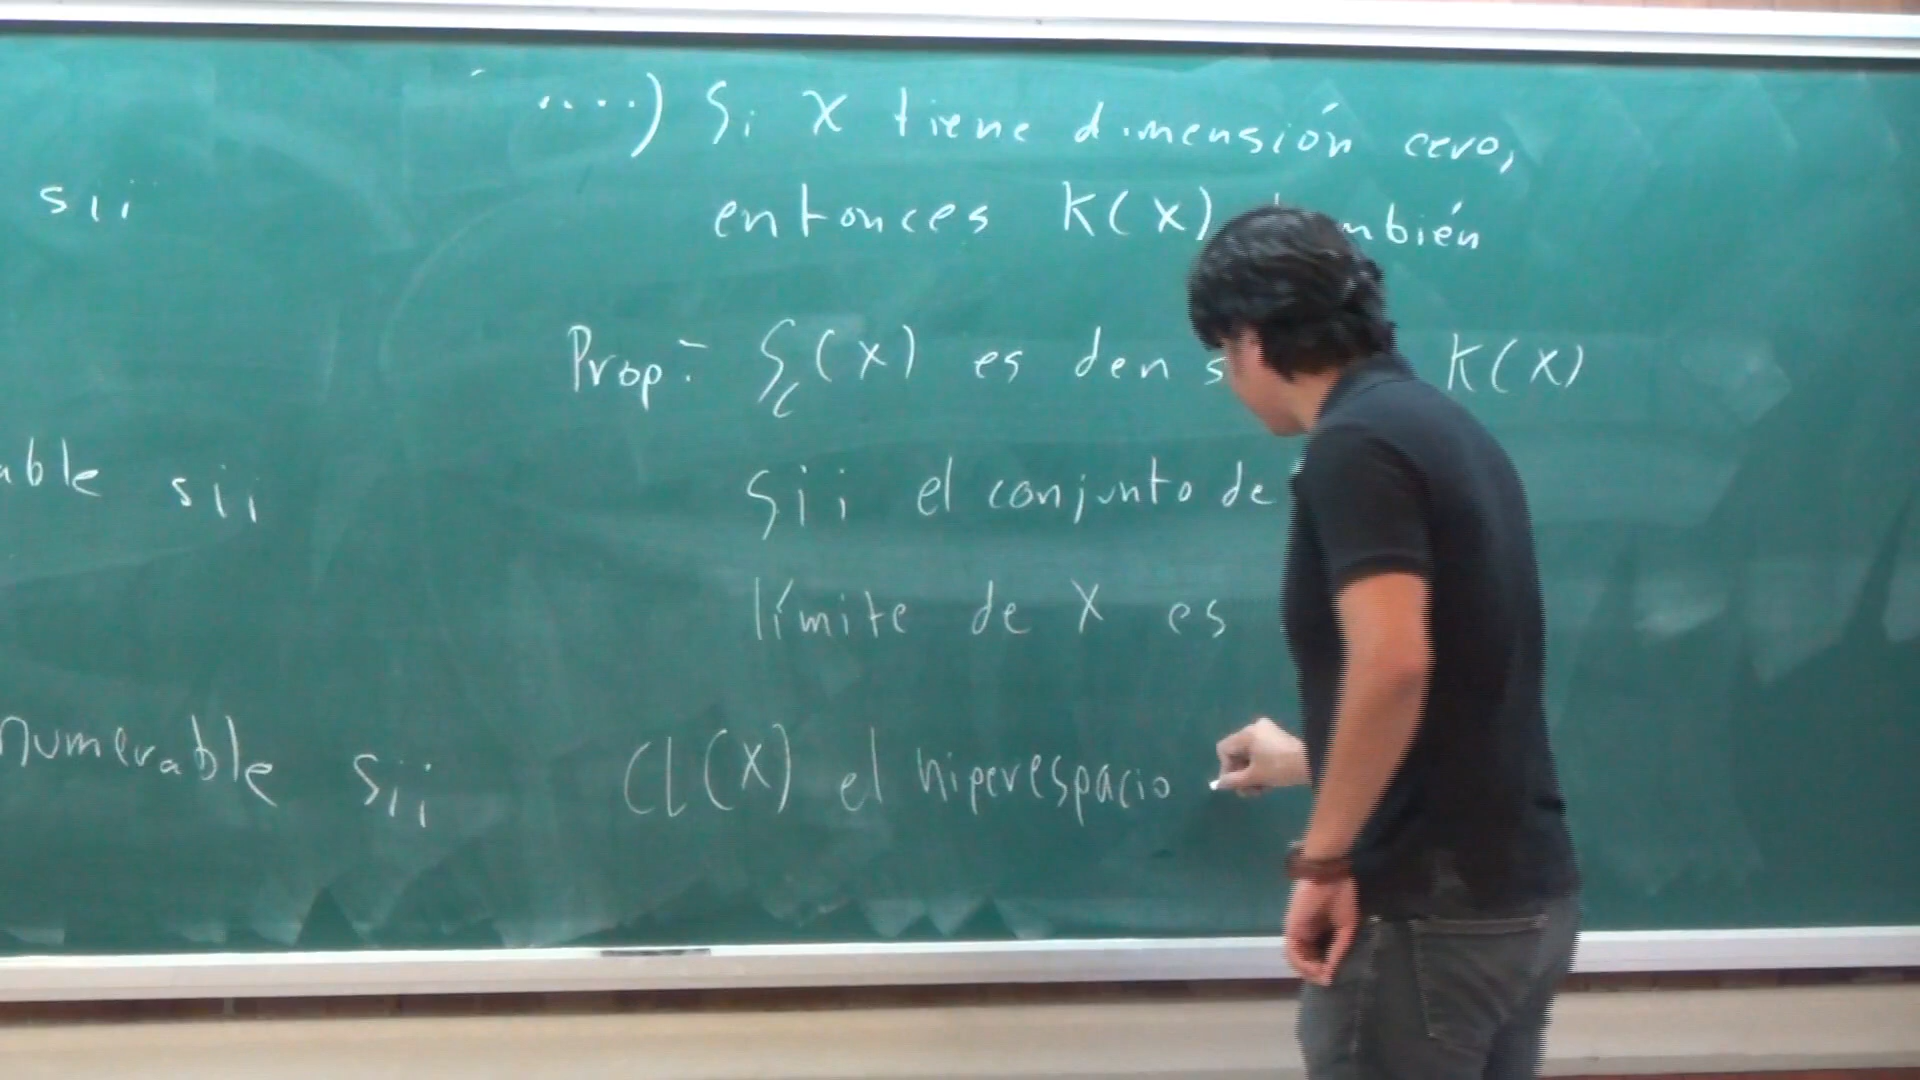 sii
able sii
numerable sii
....) Si X tiene dimensión cero,
entonces K(X) también
Prop: S_c(X) es dens K(X)
sii el conjunto de
límite de X es
CL(X) el hiperespacio